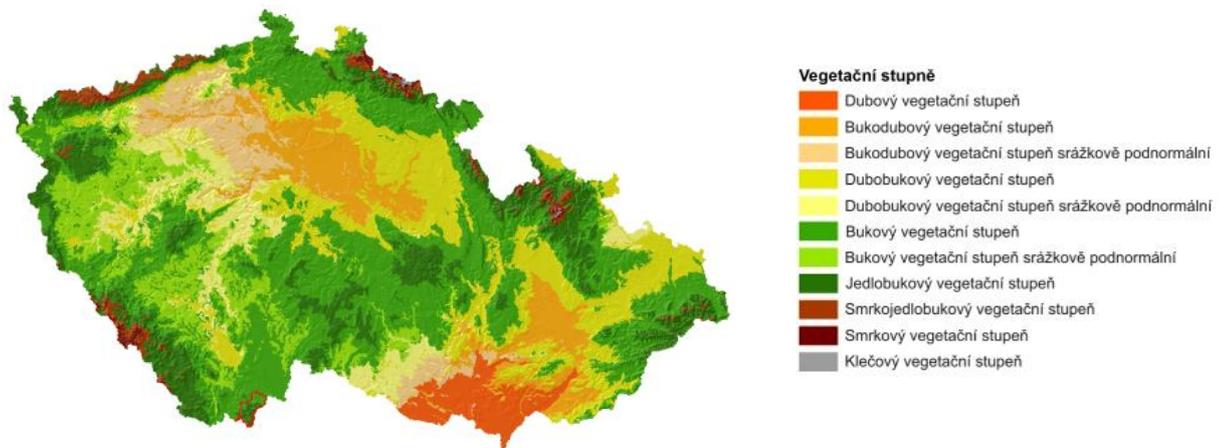 Vegetační stupně
Dubový vegetační stupeň
Bukodubový vegetační stupeň
Bukodubový vegetační stupeň srážkově podnormální
Dubobukový vegetační stupeň
Dubobukový vegetační stupeň srážkově podnormální
Bukový vegetační stupeň
Bukový vegetační stupeň srážkově podnormální
Jedlobukový vegetační stupeň
Smrkojedlobukový vegetační stupeň
Smrkový vegetační stupeň
Klečový vegetační stupeň